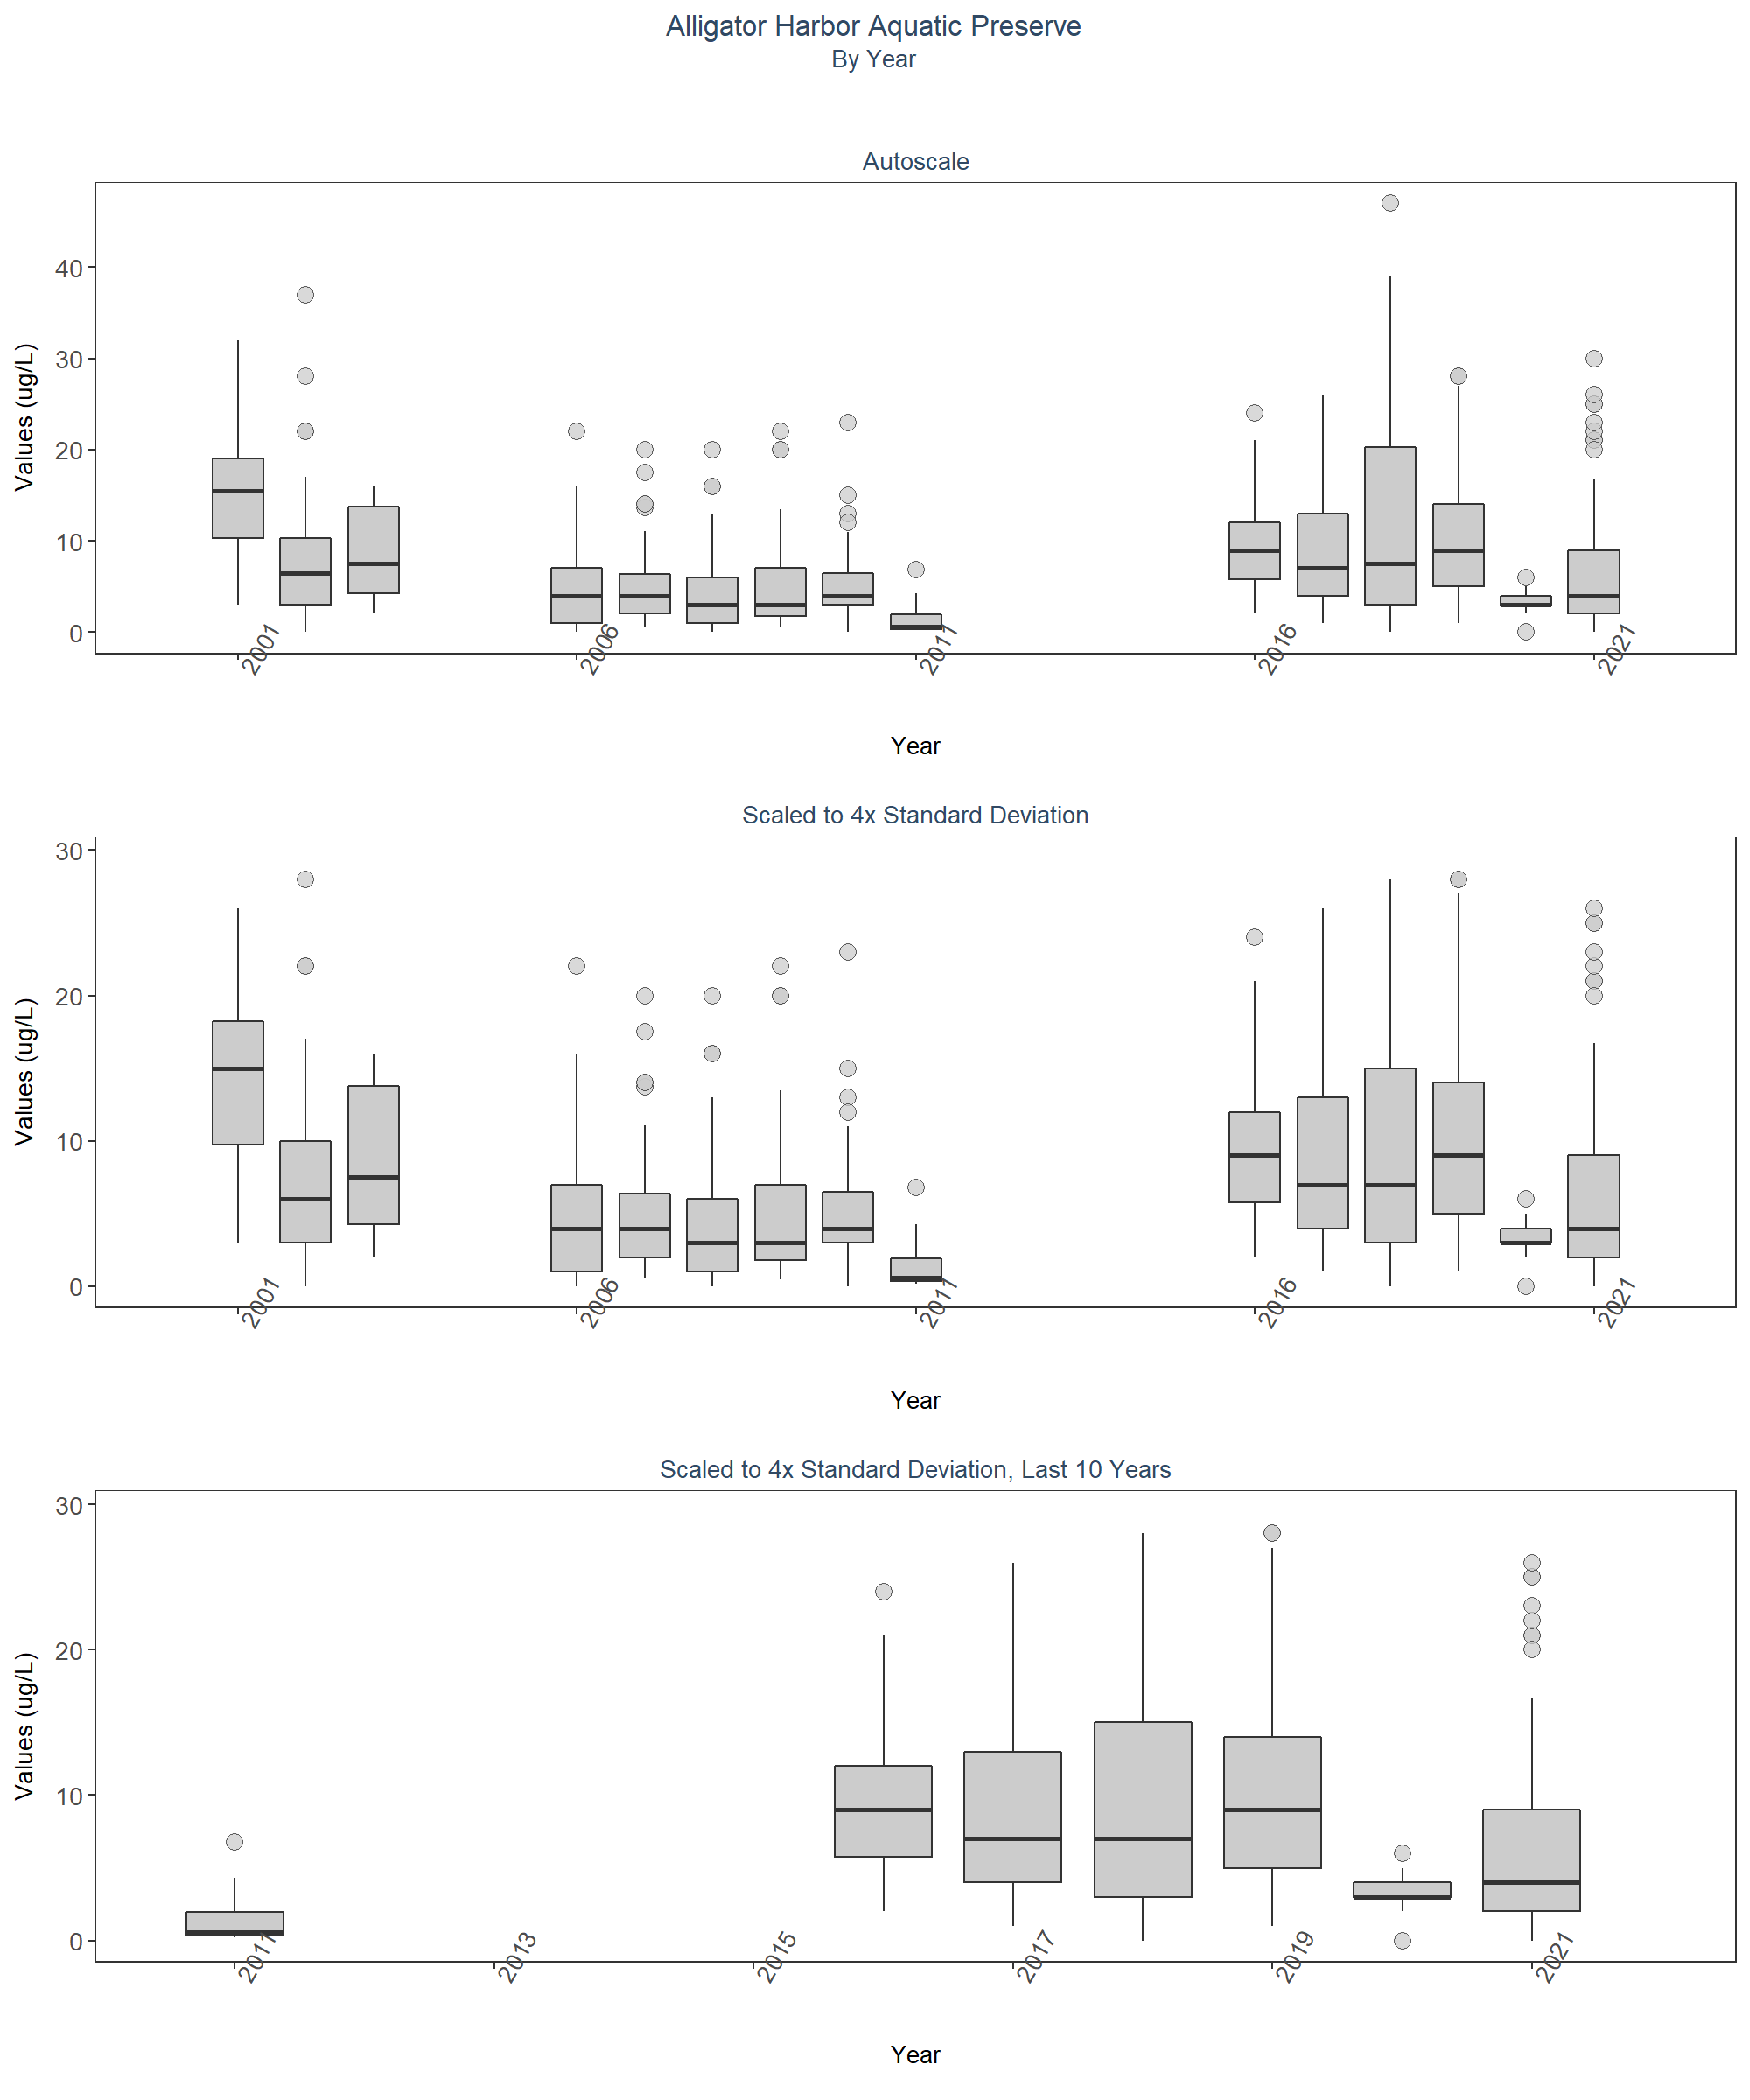 Alligator Harbor Aquatic Preserve
By Year
Autoscale
Values (ug/L)
40
30
20
10
0
2001
2006
2011
2016
2021
Year
Scaled to 4x Standard Deviation
Values (ug/L)
30
20
10
0
2001
2006
2011
2016
2021
Year
Scaled to 4x Standard Deviation, Last 10 Years
Values (ug/L)
30
20
10
0
2011
2013
2015
2017
2019
2021
Year